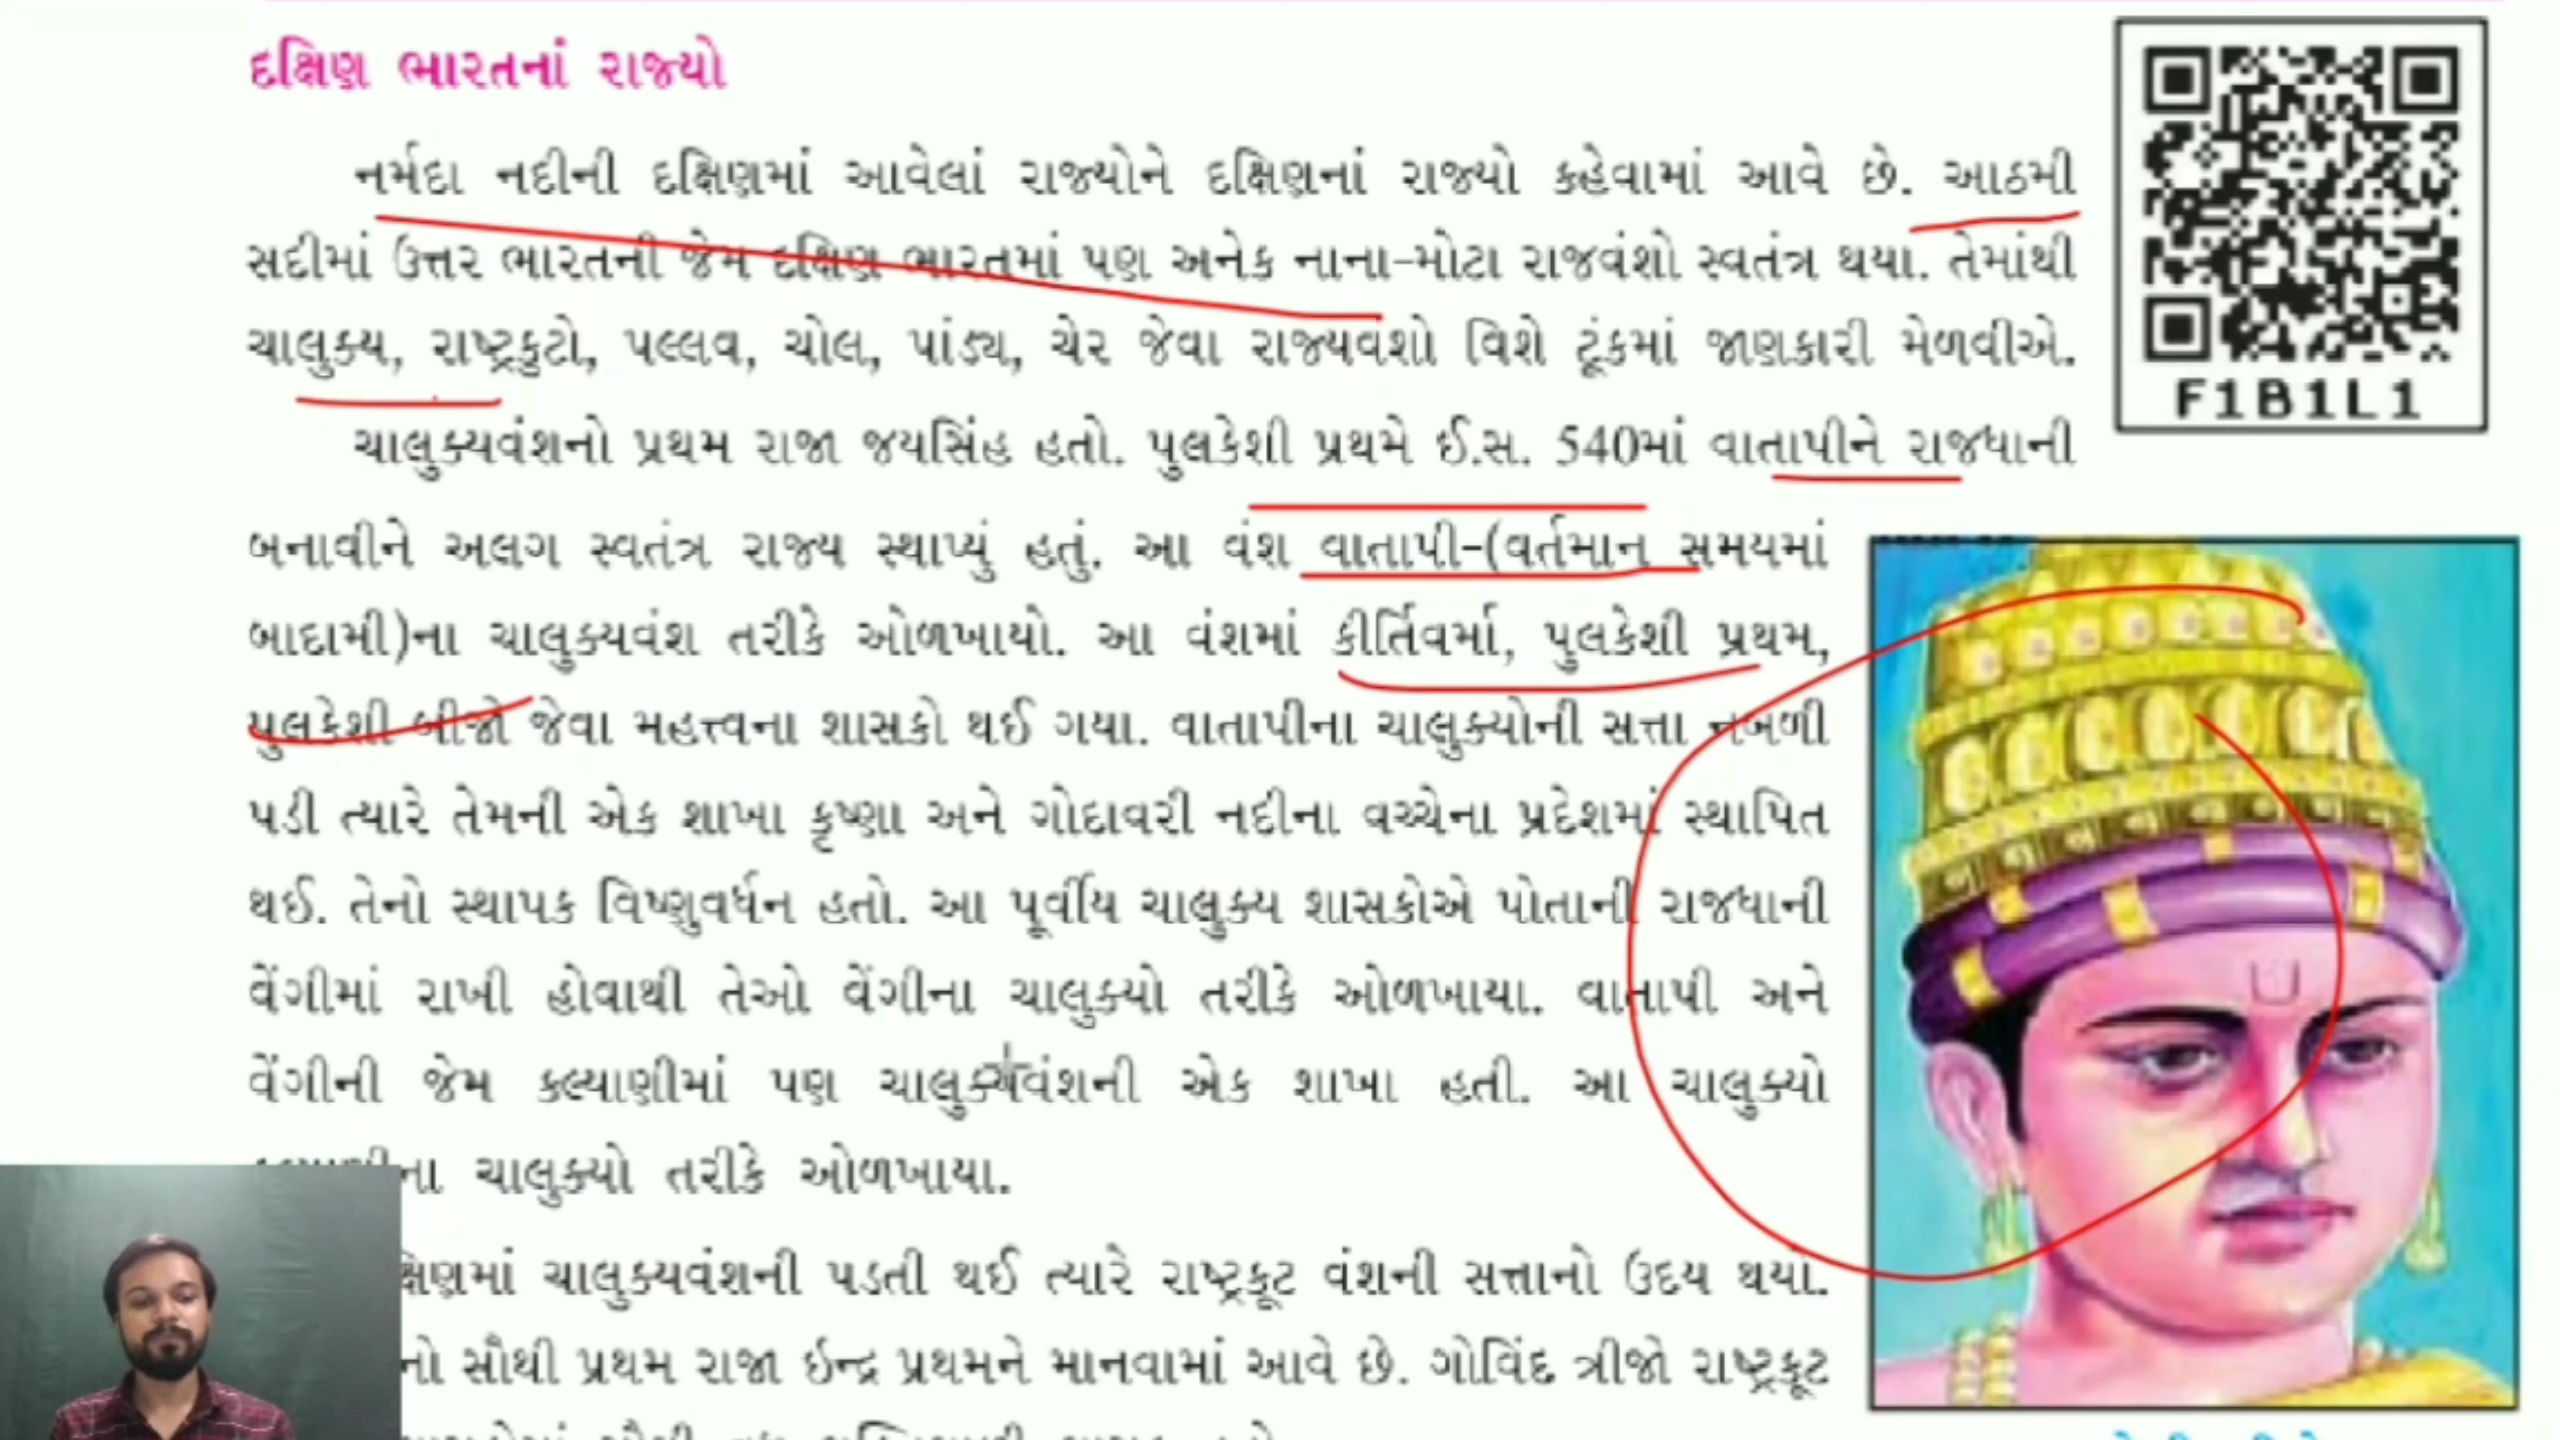 દક્ષિણ ભારતનાં રાજ્યો
નર્મદા નદીની દક્ષિણમાં આવેલાં રાજ્યોને દક્ષિણનાં રાજ્યો કહેવામાં આવે છે. આઠમી
સદીમાં ઉત્તર ભારતની જેમ દક્ષિણ ભારતમાં પણ અનેક નાના-મોટા રાજવંશો સ્વતંત્ર થયા. તેમાંથી
ચાલુક્ય, રાષ્ટ્રકુટો, પલ્લવ, ચોલ, પાંડ્ય, ચેર જેવા રાજ્યવંશો વિશે ટૂંકમાં જાણકારી મેળવીએ.
F1B1L1
ચાલુક્યવંશનો પ્રથમ રાજા જયસિંહ હતો. પુલકેશી પ્રથમે ઈ.સ. 540માં વાતાપીને રાજધાની
બનાવીને અલગ સ્વતંત્ર રાજ્ય સ્થાપ્યું હતું. આ વંશ વાતાપી-(વર્તમાન સમયમાં
બાદામી)ના ચાલુક્યવંશ તરીકે ઓળખાયો. આ વંશમાં કીર્તિવર્મા, પુલકેશી પ્રથમ,
પુલકેશી બીજો જેવા મહત્ત્વના શાસકો થઈ ગયા. વાતાપીના ચાલુક્યોની સત્તા નબળી
પડી ત્યારે તેમની એક શાખા કૃષ્ણા અને ગોદાવરી નદીના વચ્ચેના પ્રદેશમાં સ્થાપિત
થઈ. તેનો સ્થાપક વિષ્ણુવર્ધન હતો. આ પૂર્વીય ચાલુક્ય શાસકોએ પોતાની રાજધાની
વેંગીમાં રાખી હોવાથી તેઓ વેંગીના ચાલુક્યો તરીકે ઓળખાયા. વાતાપી અને
વેંગીની જેમ કલ્યાણીમાં પણ ચાલુક્યવંશની એક શાખા હતી. આ ચાલુક્યો
ચાલુક્યો તરીકે ઓળખાયા.
ચાલુક્યવંશની પડતી થઈ ત્યારે રાષ્ટ્રકૂટ વંશની સત્તાનો ઉદય થયો.
સૌથી પ્રથમ રાજા ઇન્દ્ર પ્રથમને માનવામાં આવે છે. ગોવિંદ ત્રીજો રાષ્ટ્રકૂટ